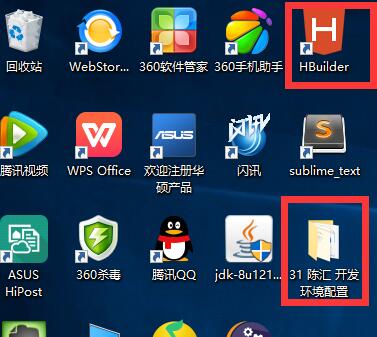 回收站
WebStor...
360软件管家
360手机助手
H
HBuilder
腾讯视频
W
WPS Office
ASUS
欢迎注册华
硕产品
闪讯
闪讯
S
sublime_text
ASUS
HiPost
360杀毒
腾讯QQ
jdk-8u121...
31 陈汇 开发
环境配置